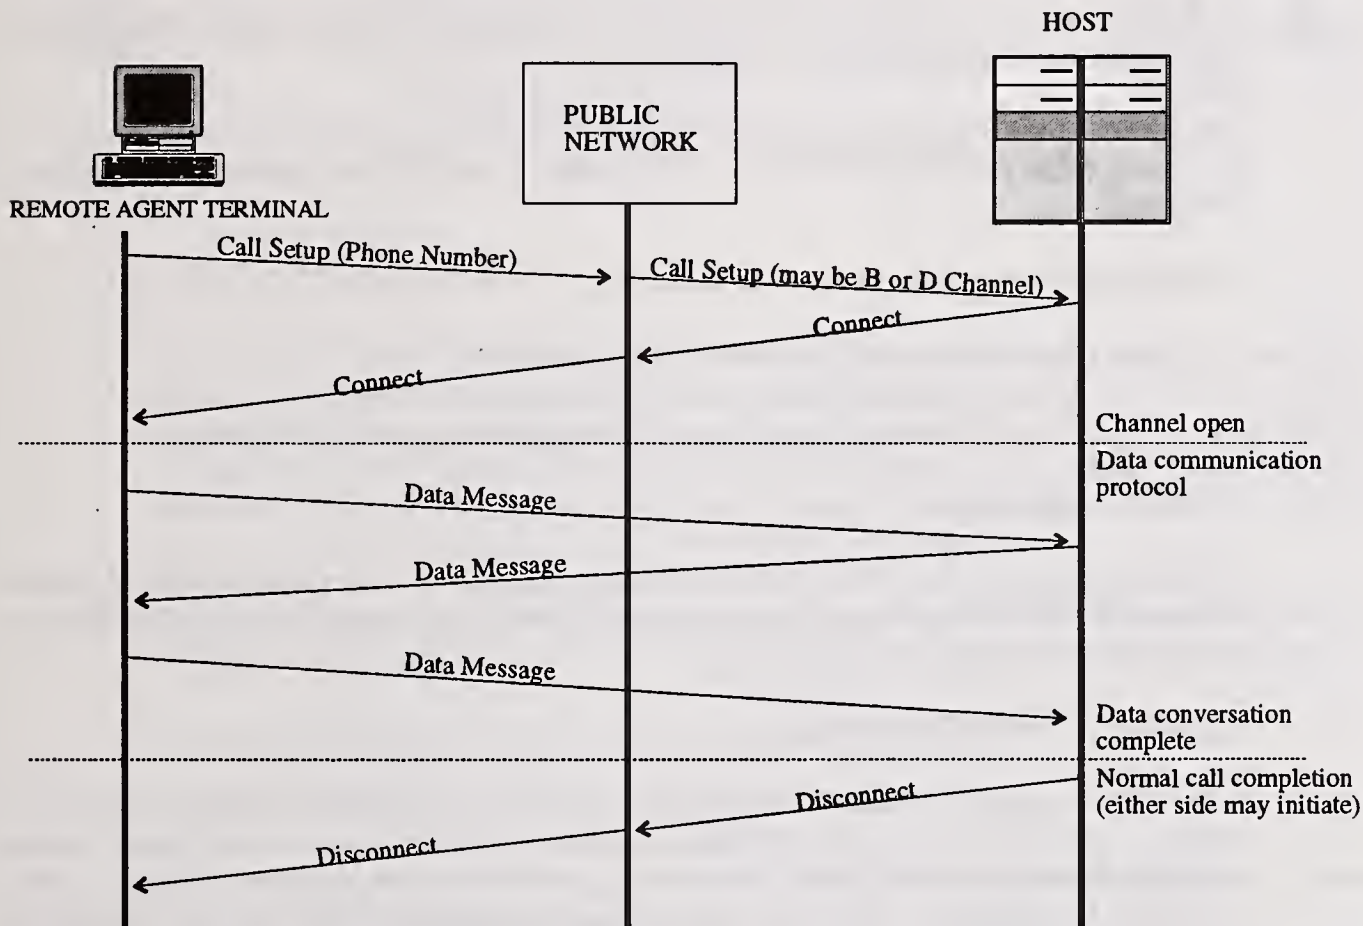 HOST
PUBLIC
NETWORK
REMOTE AGENT TERMINAL
Call Setup (Phone Number)
Call Setup (may be B or D Channel)
Connect
Connect
Channel open
Data communication
protocol
Data Message
Data Message
Data Message
Data conversation
complete
Normal call completion
(either side may initiate)
Disconnect
Disconnect